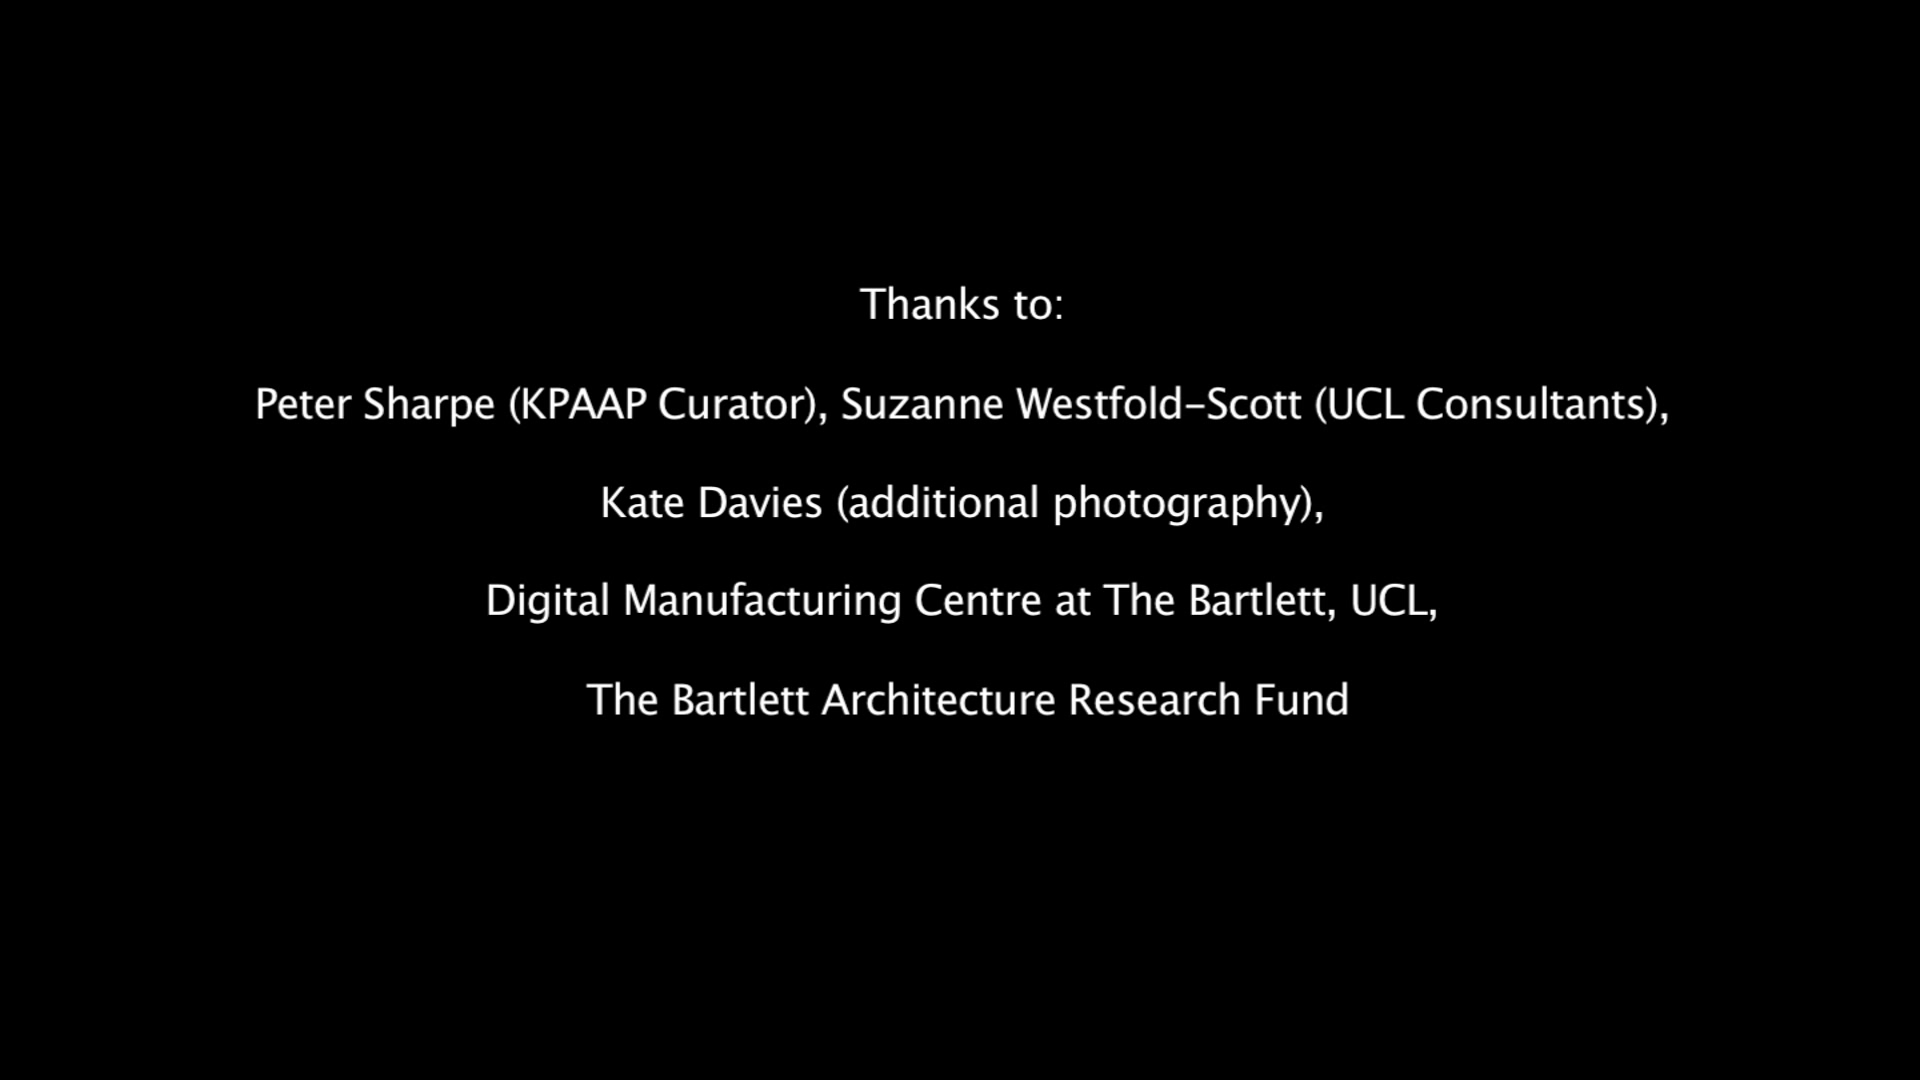 Thanks to:
Peter Sharpe (KPAAP Curator), Suzanne Westfold-Scott (UCL Consultants),
Kate Davies (additional photography),
Digital Manufacturing Centre at The Bartlett, UCL,
The Bartlett Architecture Research Fund